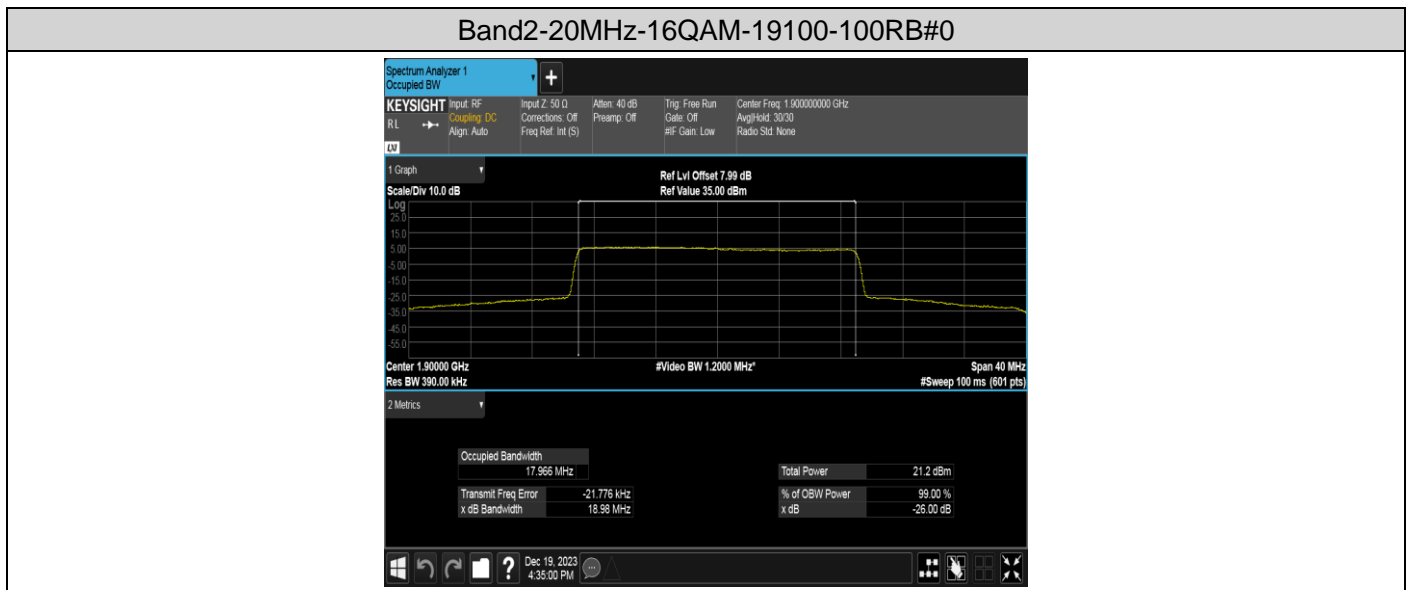 Band2-20MHz-16QAM-19100-100RB#0
Spectrum Analyzer 1
Occupied BW
+
KEYSIGHT
RL
LXI
Input: RF
Coupling: DC
Align: Auto
Input Z: 50 Ω
Corrections: Off
Freq Ref: Int (S)
Atten: 40 dB
Preamp: Off
Trig: Free Run
Gate: Off
#IF Gain: Low
Center Freq: 1.900000000 GHz
Avg|Hold: 30/30
Radio Std: None
1 Graph
Scale/Div 10.0 dB
Ref Lvl Offset 7.99 dB
Ref Value 35.00 dBm
Log
25.0
15.0
5.00
-5.00
-15.0
-25.0
-35.0
-45.0
-55.0
Center 1.90000 GHz
Res BW 390.00 kHz
#Video BW 1.2000 MHz*
Span 40 MHz
#Sweep 100 ms (601 pts)
2 Metrics
Occupied Bandwidth
17.966 MHz
Transmit Freq Error -21.776 kHz
x dB Bandwidth 18.98 MHz
Total Power 21.2 dBm
% of OBW Power 99.00 %
x dB -26.00 dB
?
Dec 19, 2023
4:35:00 PM